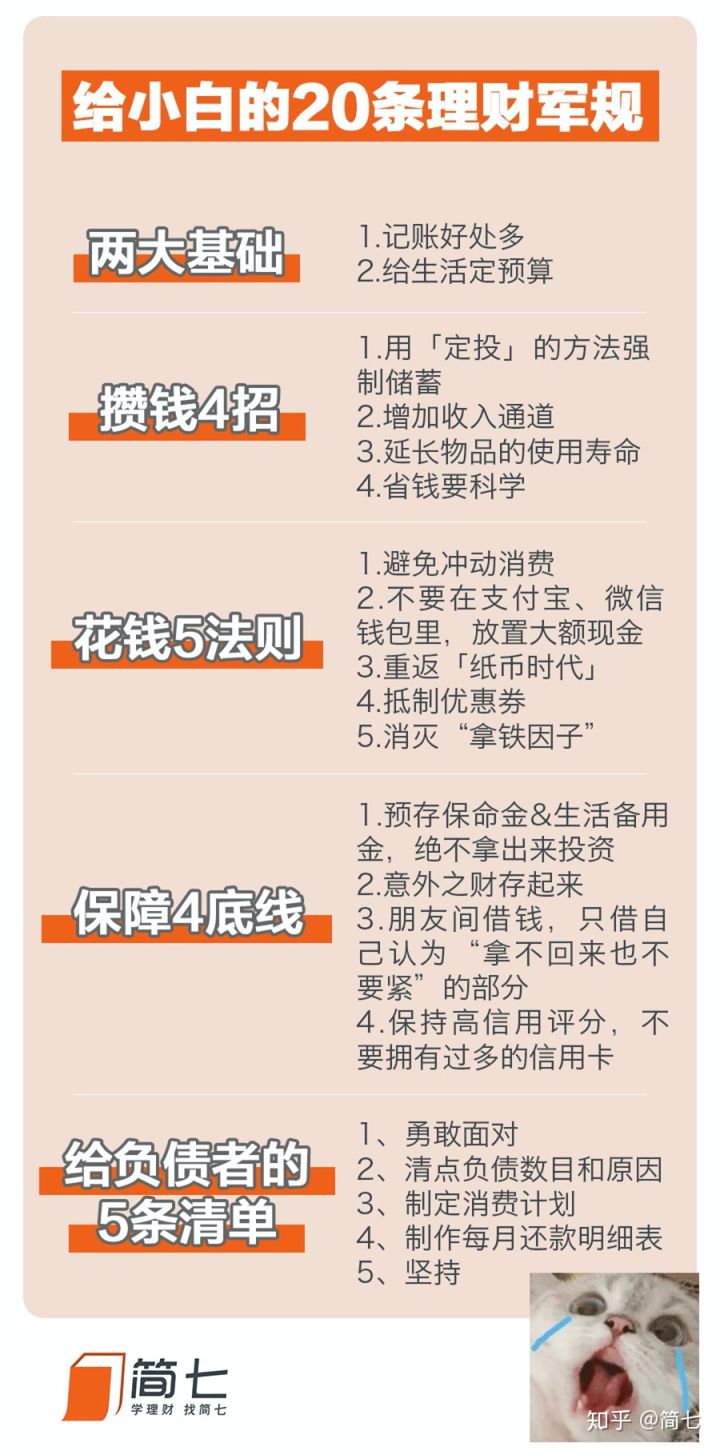 给小白的20条理财军规
两大基础
1.记账好处多
2.给生活定预算
攒钱4招
1.用「定投」的方法强
制储蓄
2.增加收入通道
3.延长物品的使用寿命
4.省钱要科学
花钱5法则
1.避免冲动消费
2.不要在支付宝、微信
钱包里，放置大额现金
3.重返「纸币时代」
4.抵制优惠券
5.消灭“拿铁因子”
保障4底线
1.预存保命金&生活备用
金，绝不拿出来投资
2.意外之财存起来
3.朋友间借钱，只借自
己认为“拿不回来也不
要紧”的部分
4.保持高信用评分，不
要拥有过多的信用卡
给负债者的
5条清单
1、勇敢面对
2、清点负债数目和原因
3、制定消费计划
4、制作每月还款明细表
5、坚持
简七
学理财 找简七
知乎 @简七